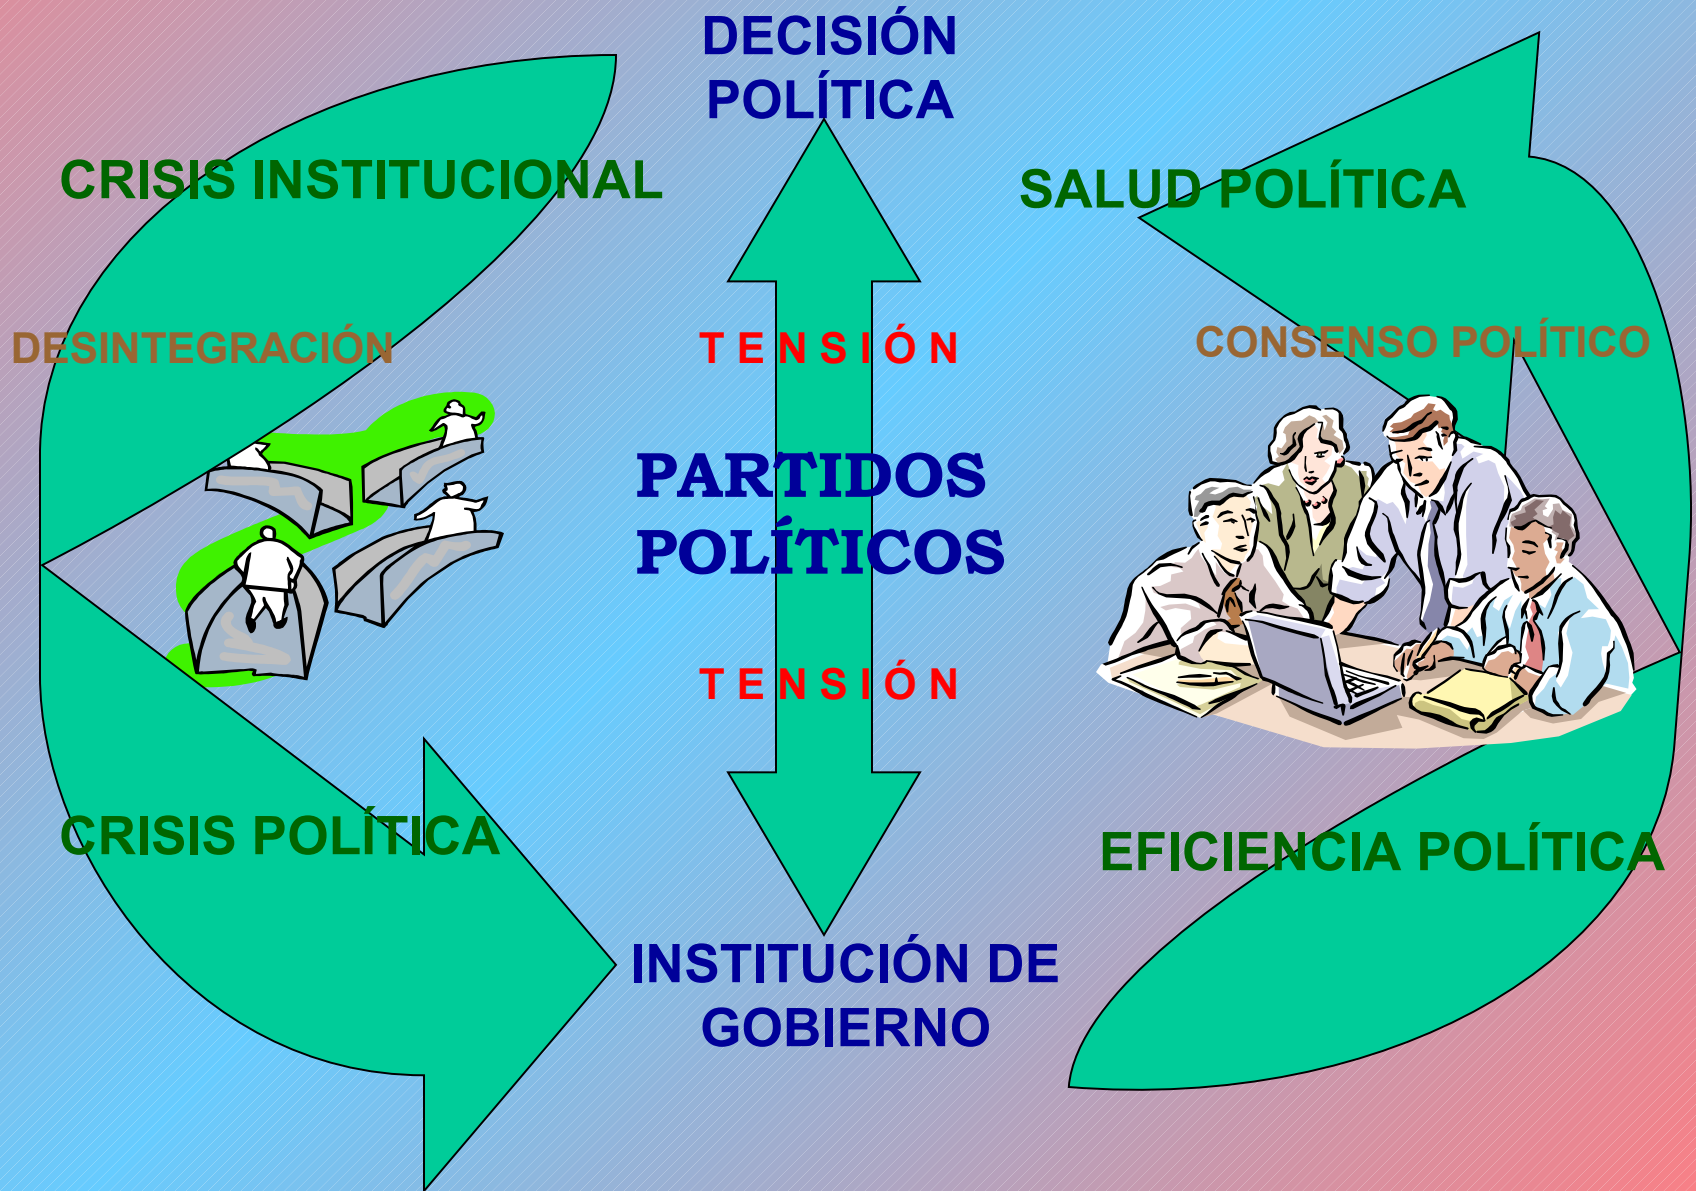 DECISIÓN
POLÍTICA
CRISIS INSTITUCIONAL
SALUD POLÍTICA
DESINTEGRACIÓN
T E N S I Ó N
CONSENSO POLÍTICO
PARTIDOS
POLÍTICOS
T E N S I Ó N
CRISIS POLÍTICA
EFICIENCIA POLÍTICA
INSTITUCIÓN DE
GOBIERNO